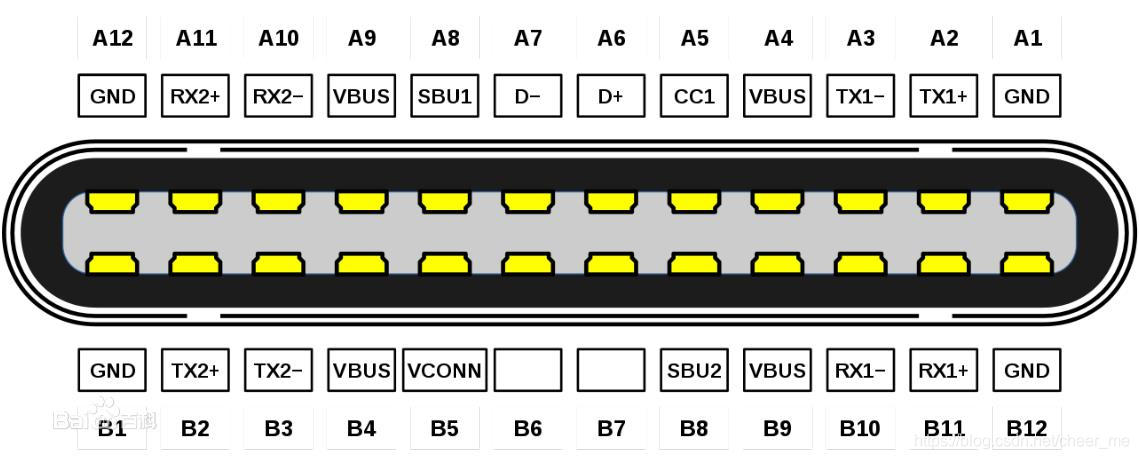 A12 A11 A10 A9 A8 A7 A6 A5 A4 A3 A2 A1
GND RX2+ RX2− VBUS SBU1 D− D+ CC1 VBUS TX1− TX1+ GND
GND TX2+ TX2− VBUS VCONN SBU2 VBUS RX1− RX1+ GND
Bai百科
B1 B2 B3 B4 B5 B6 B7 B8 B9 B10 B11 B12
https://blog.csdn.net/cheer_me